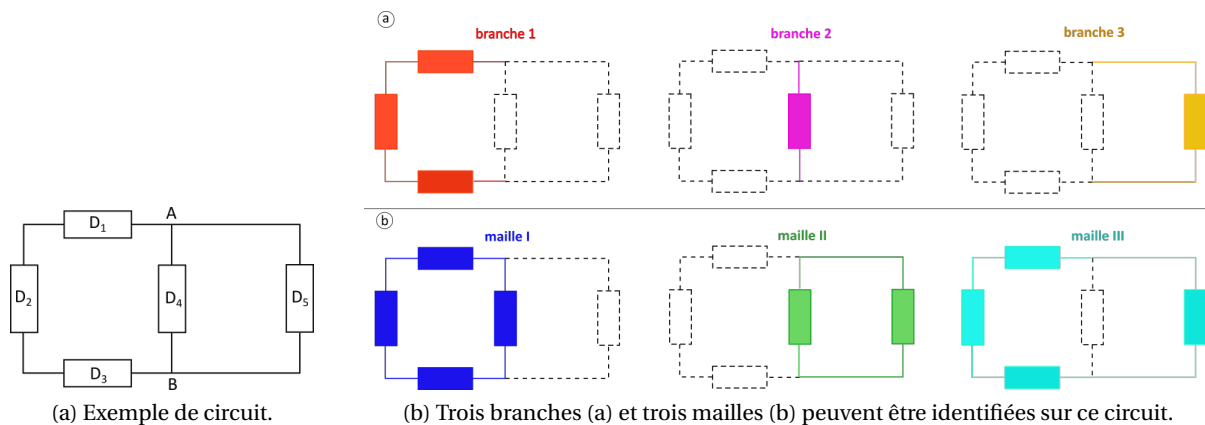 ⓐ
branche 1 branche 2 branche 3
A
D1
D2 D4 D5
D3
B
ⓑ
maille I maille II maille III
(a) Exemple de circuit.
(b) Trois branches (a) et trois mailles (b) peuvent être identifiées sur ce circuit.